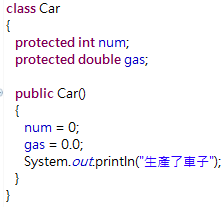 class Car
{
protected int num;
protected double gas;
public Car()
{
num = 0;
gas = 0.0;
System.out.println("生產了車子");
}
}